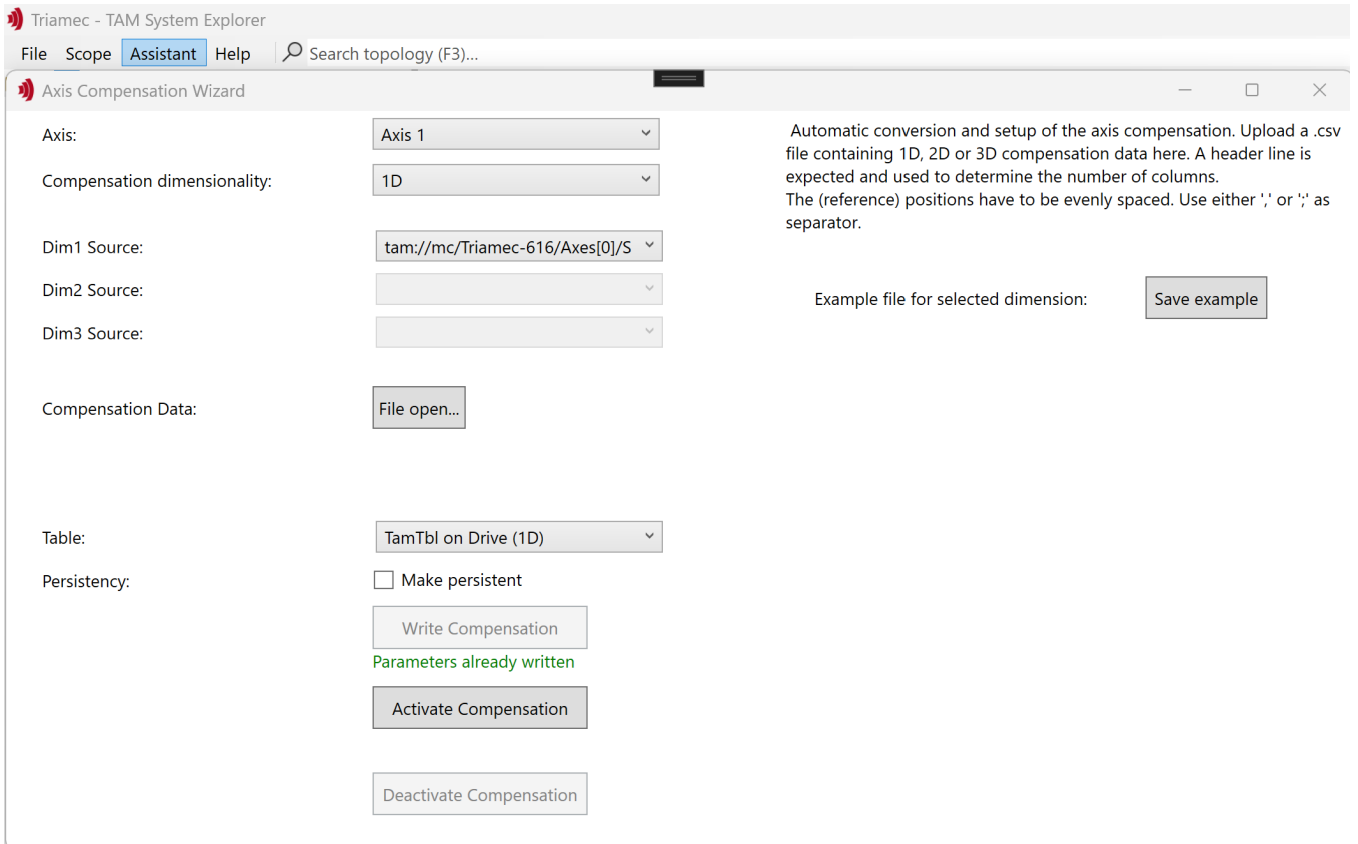 Triamec - TAM System Explorer
File Scope Assistant Help Search topology (F3)...
Axis Compensation Wizard
Axis: Axis 1
Compensation dimensionality: 1D
Dim1 Source: tam://mc/Triamec-616/Axes[0]/S
Dim2 Source:
Dim3 Source:
Compensation Data: File open...
Table: TamTbl on Drive (1D)
Persistency: Make persistent
Write Compensation
Parameters already written
Activate Compensation
Deactivate Compensation
Automatic conversion and setup of the axis compensation. Upload a .csv
file containing 1D, 2D or 3D compensation data here. A header line is
expected and used to determine the number of columns.
The (reference) positions have to be evenly spaced. Use either ',' or ';' as
separator.
Example file for selected dimension: Save example